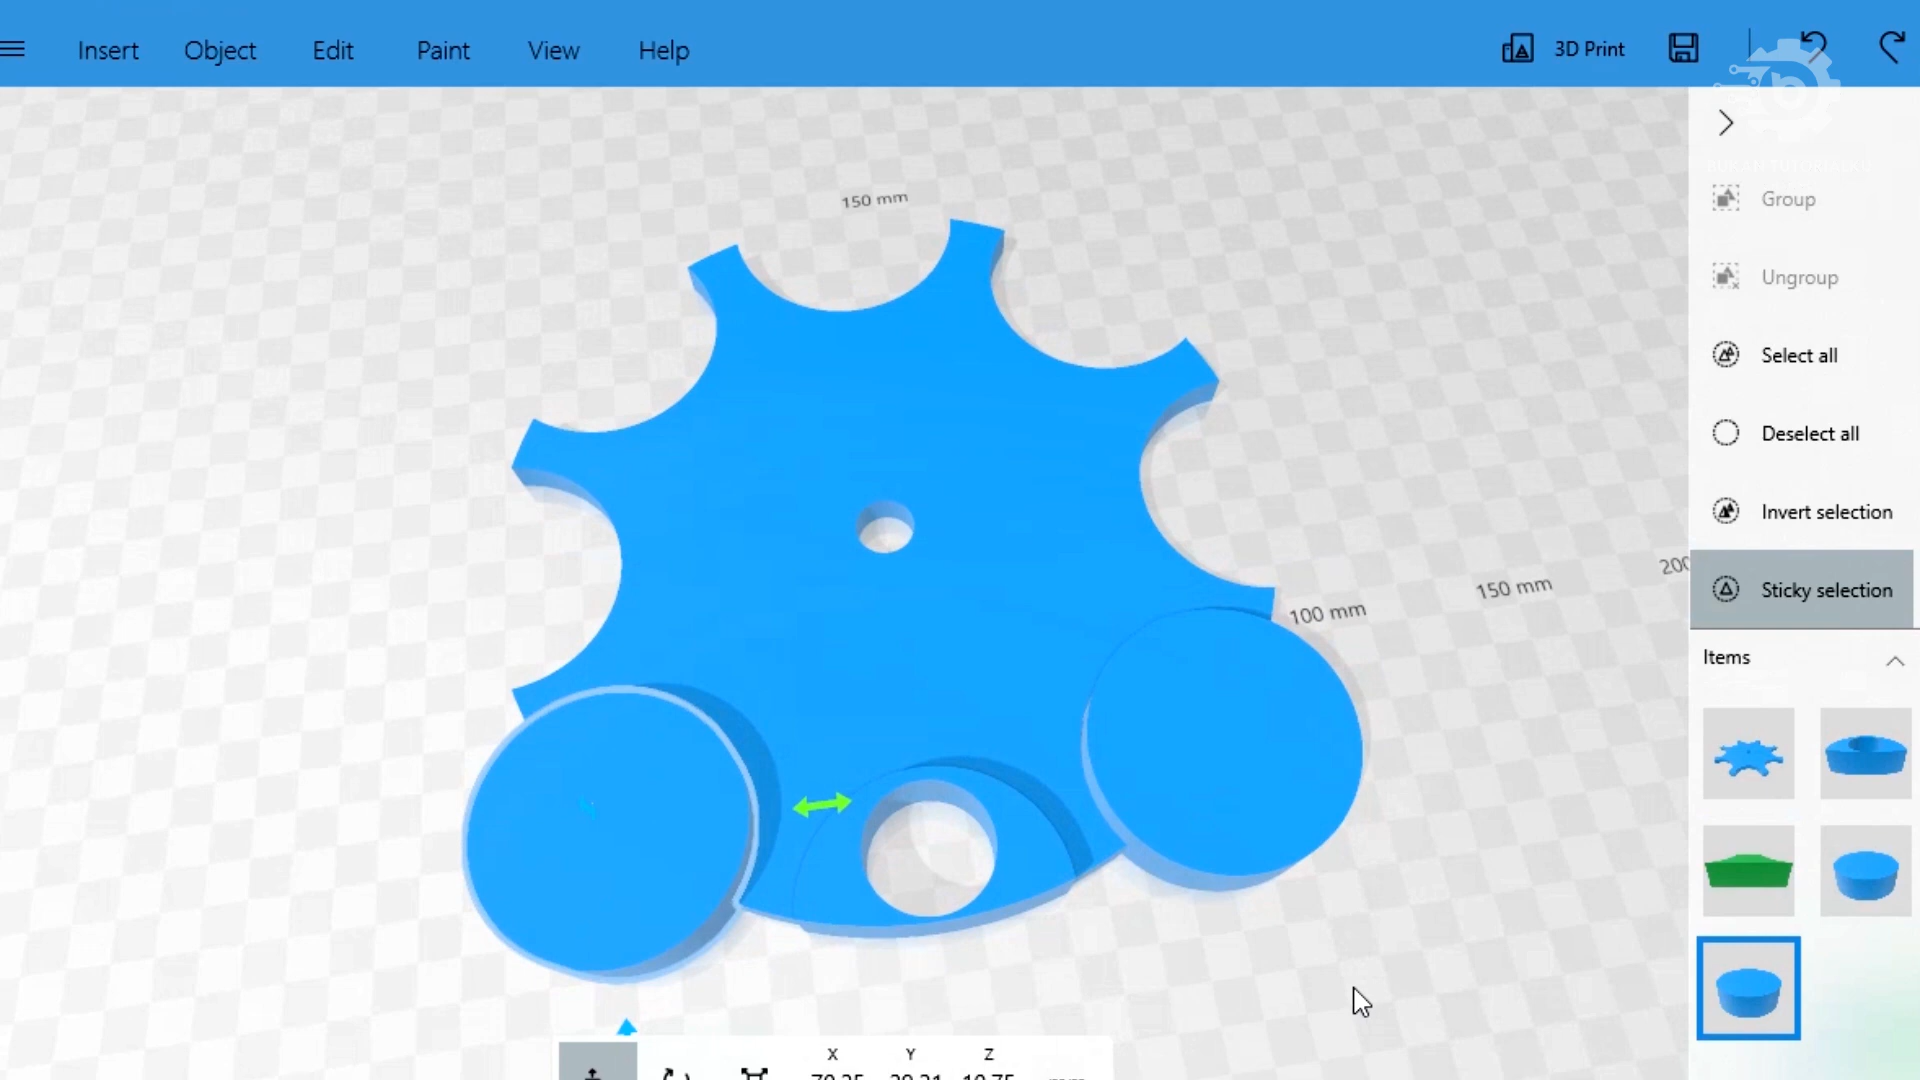 Insert Object Edit Paint View Help 3D Print
150 mm
Group
Ungroup
Select all
Deselect all
Invert selection
150 mm
100 mm
Sticky selection
Items
X Y Z